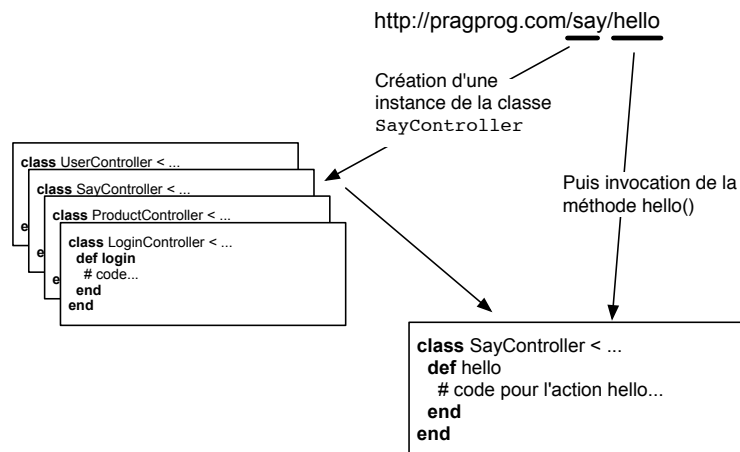 http://pragprog.com/say/hello
Création d'une
instance de la classe
SayController
class UserController < ...
class SayController < ...
class ProductController < ...
class LoginController < ...
def login
# code...
end
end
e
e
e
Puis invocation de la
méthode hello()
class SayController < ...
def hello
# code pour l'action hello...
end
end